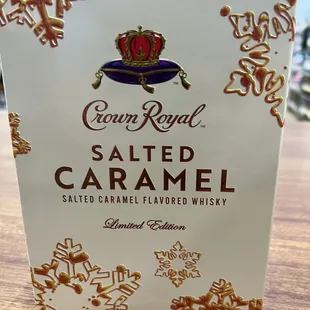 Crown Royal
SALTED
CARAMEL
SALTED CARAMEL FLAVORED WHISKY
Limited Edition